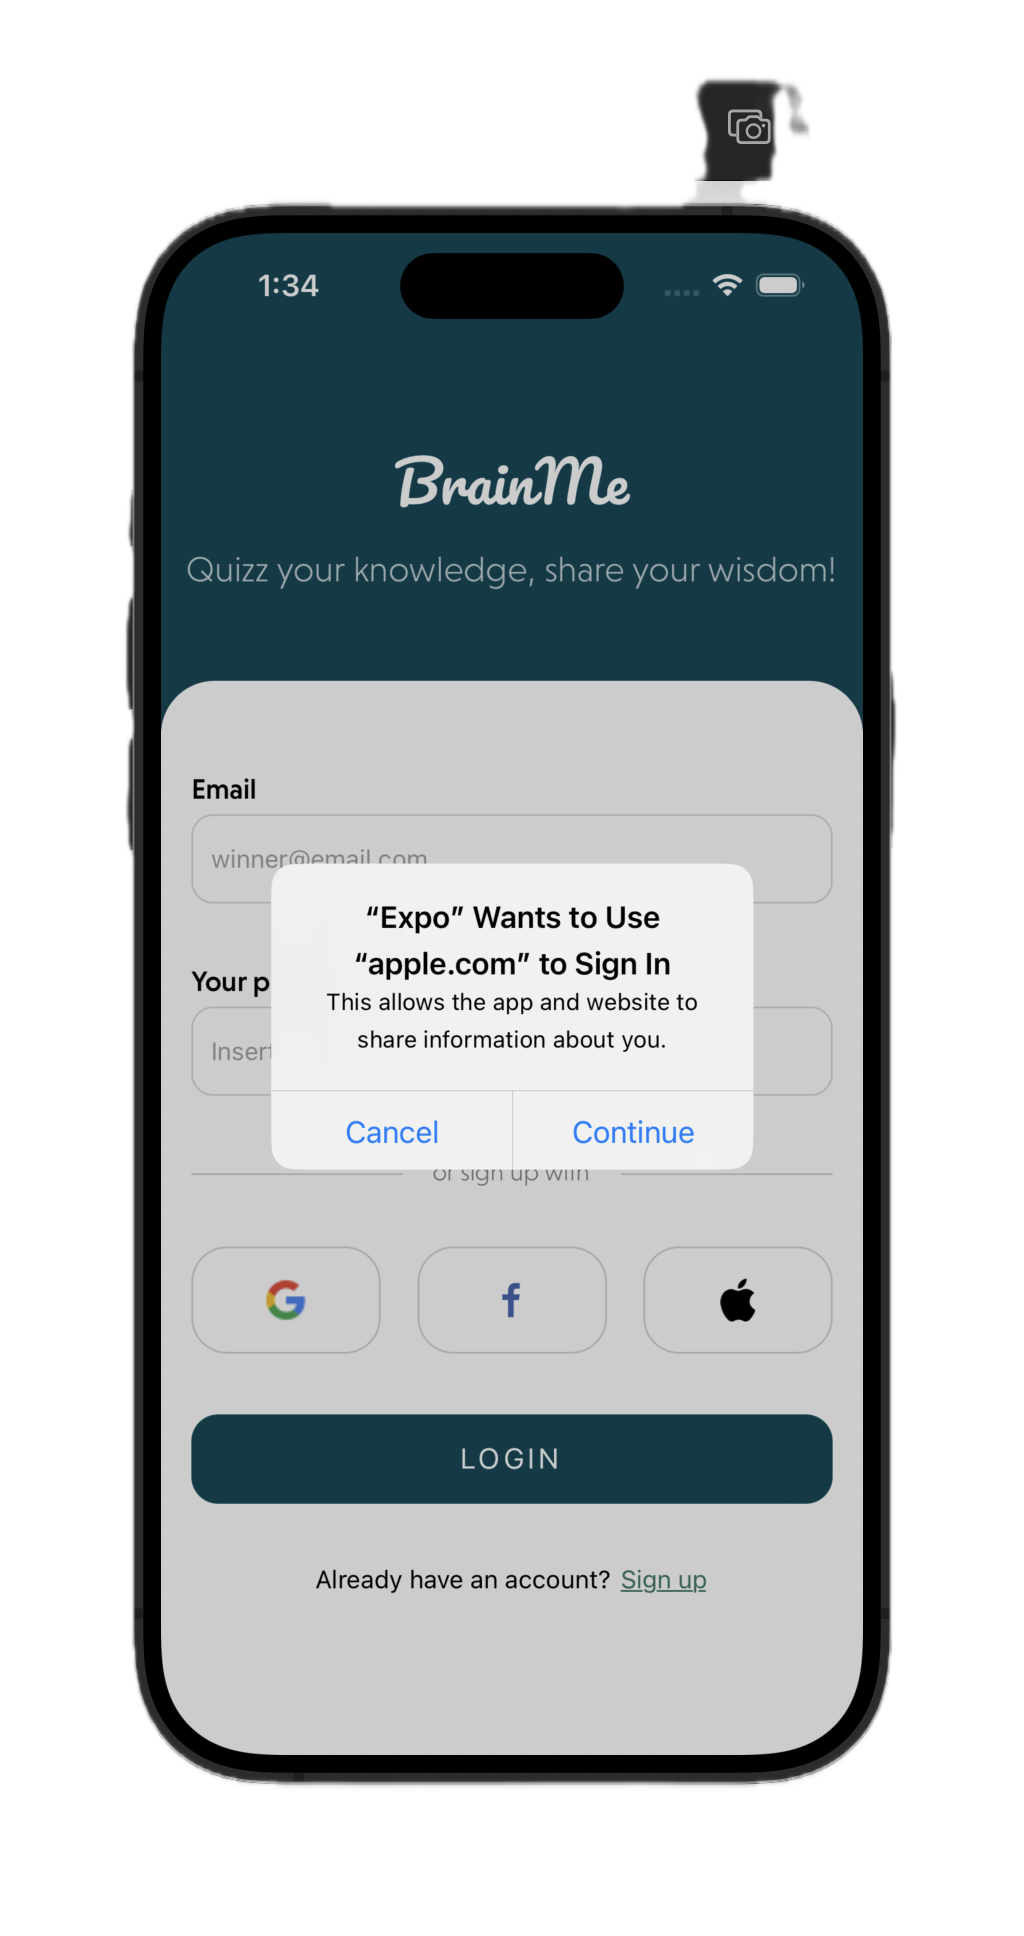 1:34
BrainMe
Quizz your knowledge, share your wisdom!
Email
winner@email.com
“Expo” Wants to Use
“apple.com” to Sign In
This allows the app and website to
share information about you.
Your p
Insert
Cancel Continue
or sign up with
LOGIN
Already have an account? Sign up